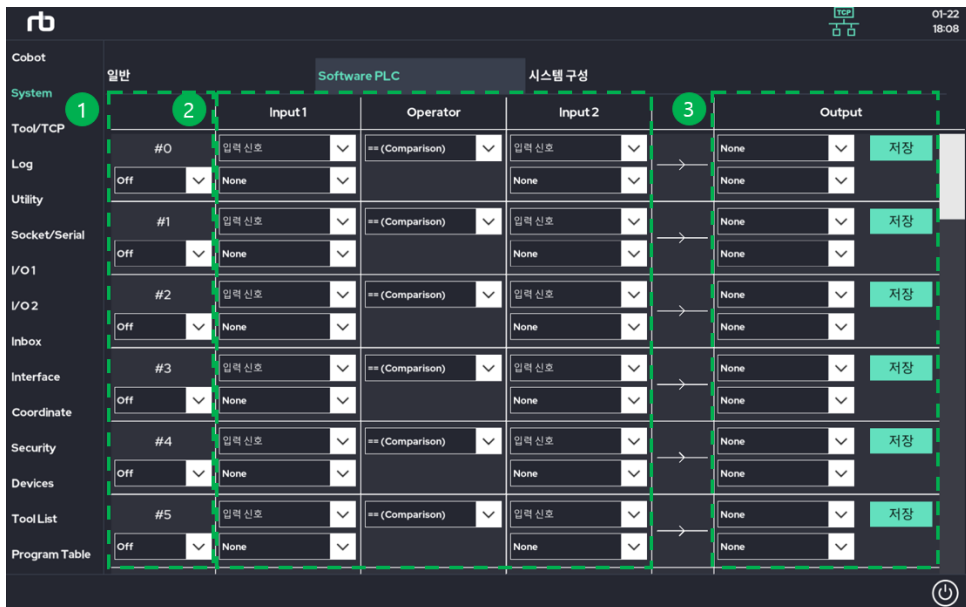 rb
TCP
01-22
18:08
Cobot
System
Tool/TCP
Log
Utility
Socket/Serial
I/O 1
I/O 2
Inbox
Interface
Coordinate
Security
Devices
Tool List
Program Table
일반
Software PLC
시스템 구성
1
2
Input 1
Operator
Input 2
3
Output
#0
입력 신호
== (Comparison)
입력 신호
None
저장
Off
None
None
None
#1
입력 신호
== (Comparison)
입력 신호
None
저장
Off
None
None
None
#2
입력 신호
== (Comparison)
입력 신호
None
저장
Off
None
None
None
#3
입력 신호
== (Comparison)
입력 신호
None
저장
Off
None
None
None
#4
입력 신호
== (Comparison)
입력 신호
None
저장
Off
None
None
None
#5
입력 신호
== (Comparison)
입력 신호
None
저장
Off
None
None
None